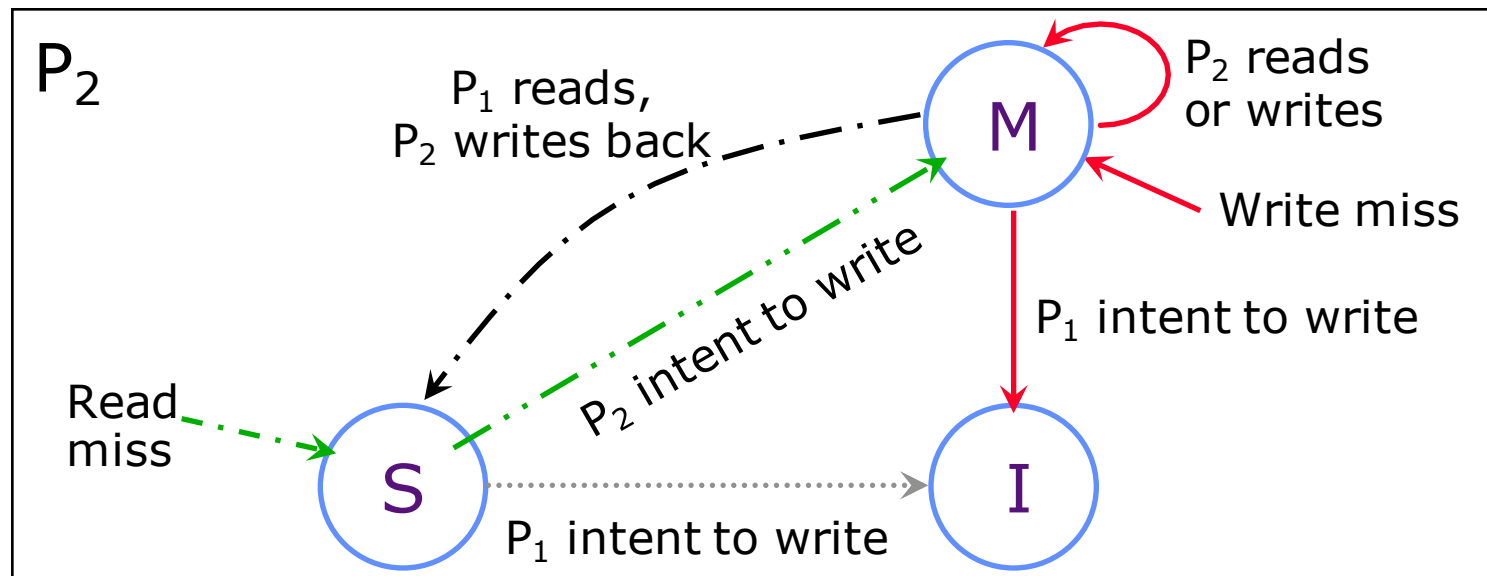 P₂
P₁ reads,
P₂ writes back
M
P₂ reads
or writes
Write miss
P₂ intent to write
P₁ intent to write
Read
miss
S
I
P₁ intent to write